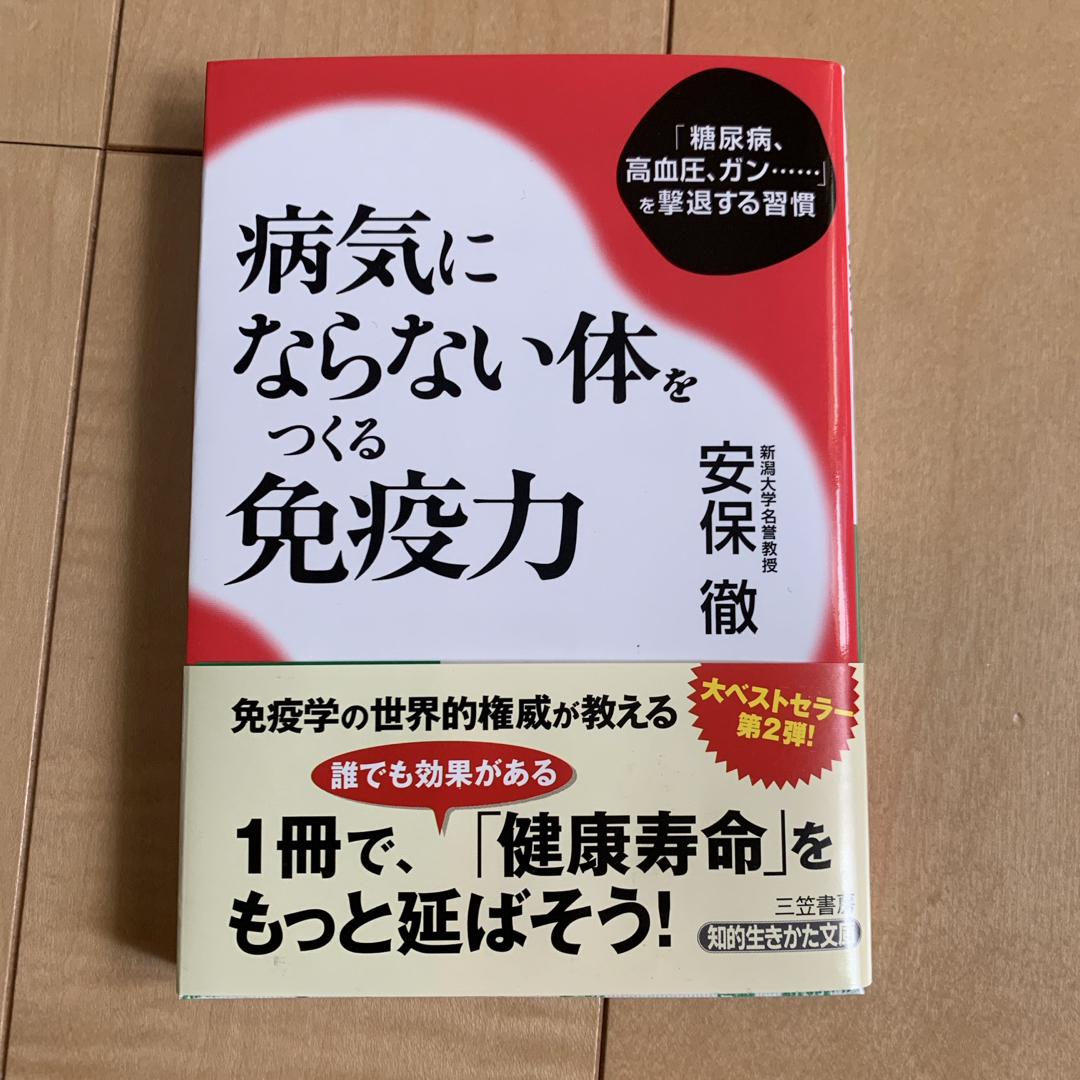 「糖尿病、
高血圧、ガン……」
を撃退する習慣
病気に
ならない体を
つくる
免疫力
新潟大学名誉教授
安保 徹
免疫学の世界的権威が教える
大ベストセラー
第2弾!
誰でも効果がある
1冊で、「健康寿命」を
もっと延ばそう!
三笠書房
知的生きかた文庫